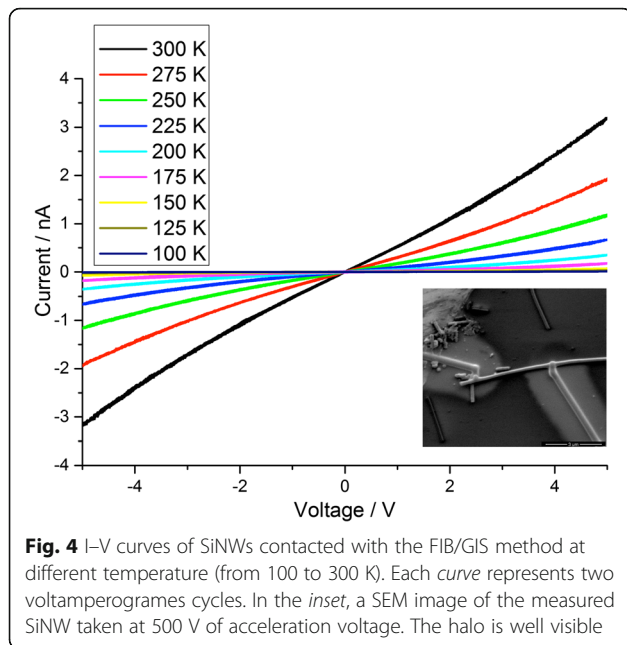 300 K
275 K
250 K
225 K
200 K
175 K
150 K
125 K
100 K
4
3
2
1
0
-1
-2
-3
-4
Current / nA
-4
-2
0
2
4
Voltage / V
Fig. 4 I–V curves of SiNWs contacted with the FIB/GIS method at
different temperature (from 100 to 300 K). Each curve represents two
voltamperogrames cycles. In the inset, a SEM image of the measured
SiNW taken at 500 V of acceleration voltage. The halo is well visible